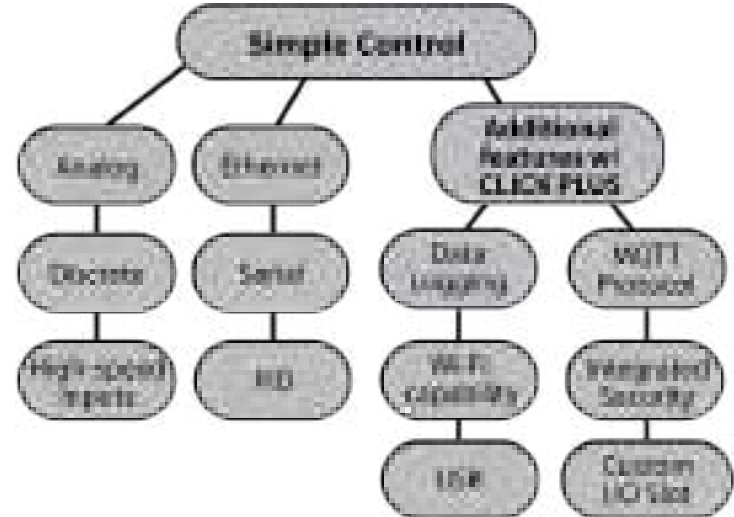 Simple Control
Analog
Ethernet
Additional
features w/
CLICK PLUS
Discrete
Serial
Data
Logging
MQTT
Protocol
High-speed
inputs
PID
Wi-Fi
capability
Integrated
Security
USB
Custom
I/O Slot